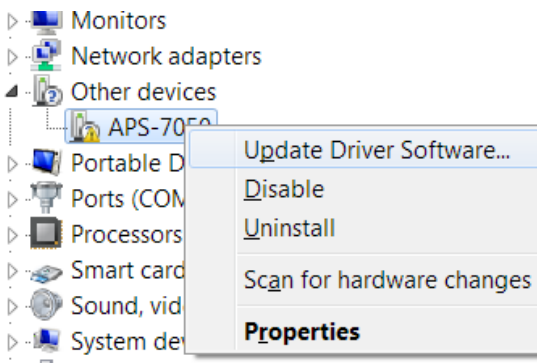 Monitors
Network adapters
Other devices
APS-7050
Update Driver Software...
Portable D
Disable
Ports (COM
Uninstall
Processors
Smart card
Scan for hardware changes
Sound, vid
Properties
System de